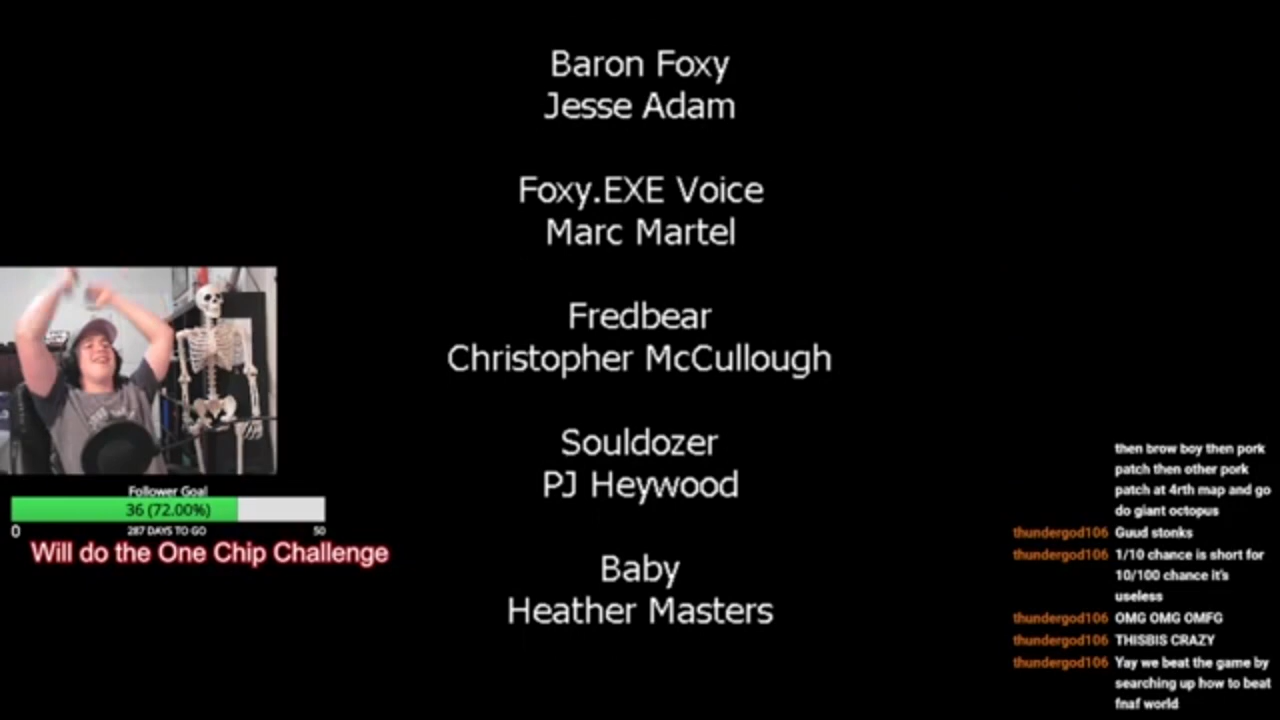 Baron Foxy
Jesse Adam
Foxy.EXE Voice
Marc Martel
Fredbear
Christopher McCullough
Souldozer
PJ Heywood
Baby
Heather Masters
Follower Goal
36 (72.00%)
0 287 DAYS TO GO 50
Will do the One Chip Challenge
then brow boy then pork
patch then other pork
patch at 4rth map and go
do giant octopus
thundergod106 Guud stonks
thundergod106 1/10 chance is short for
10/100 chance it's
useless
thundergod106 OMG OMG OMFG
thundergod106 THISBIS CRAZY
thundergod106 Yay we beat the game by
searching up how to beat
fnaf world